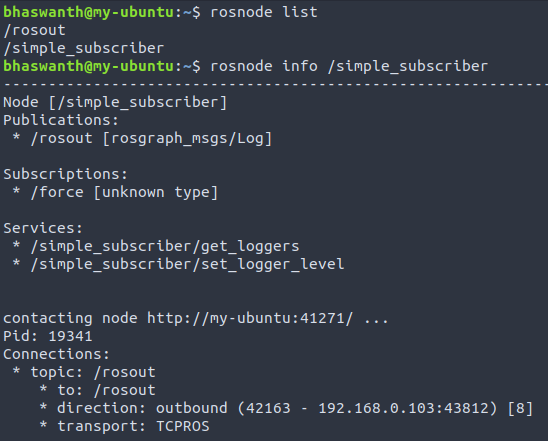 bhaswanth@my-ubuntu:~$ rosnode list
/rosout
/simple_subscriber
bhaswanth@my-ubuntu:~$ rosnode info /simple_subscriber
--------------------------------------------------------------------------------
Node [/simple_subscriber]
Publications:
 * /rosout [rosgraph_msgs/Log]

Subscriptions:
 * /force [unknown type]

Services:
 * /simple_subscriber/get_loggers
 * /simple_subscriber/set_logger_level


contacting node http://my-ubuntu:41271/ ...
Pid: 19341
Connections:
 * topic: /rosout
    * to: /rosout
    * direction: outbound (42163 - 192.168.0.103:43812) [8]
    * transport: TCPROS